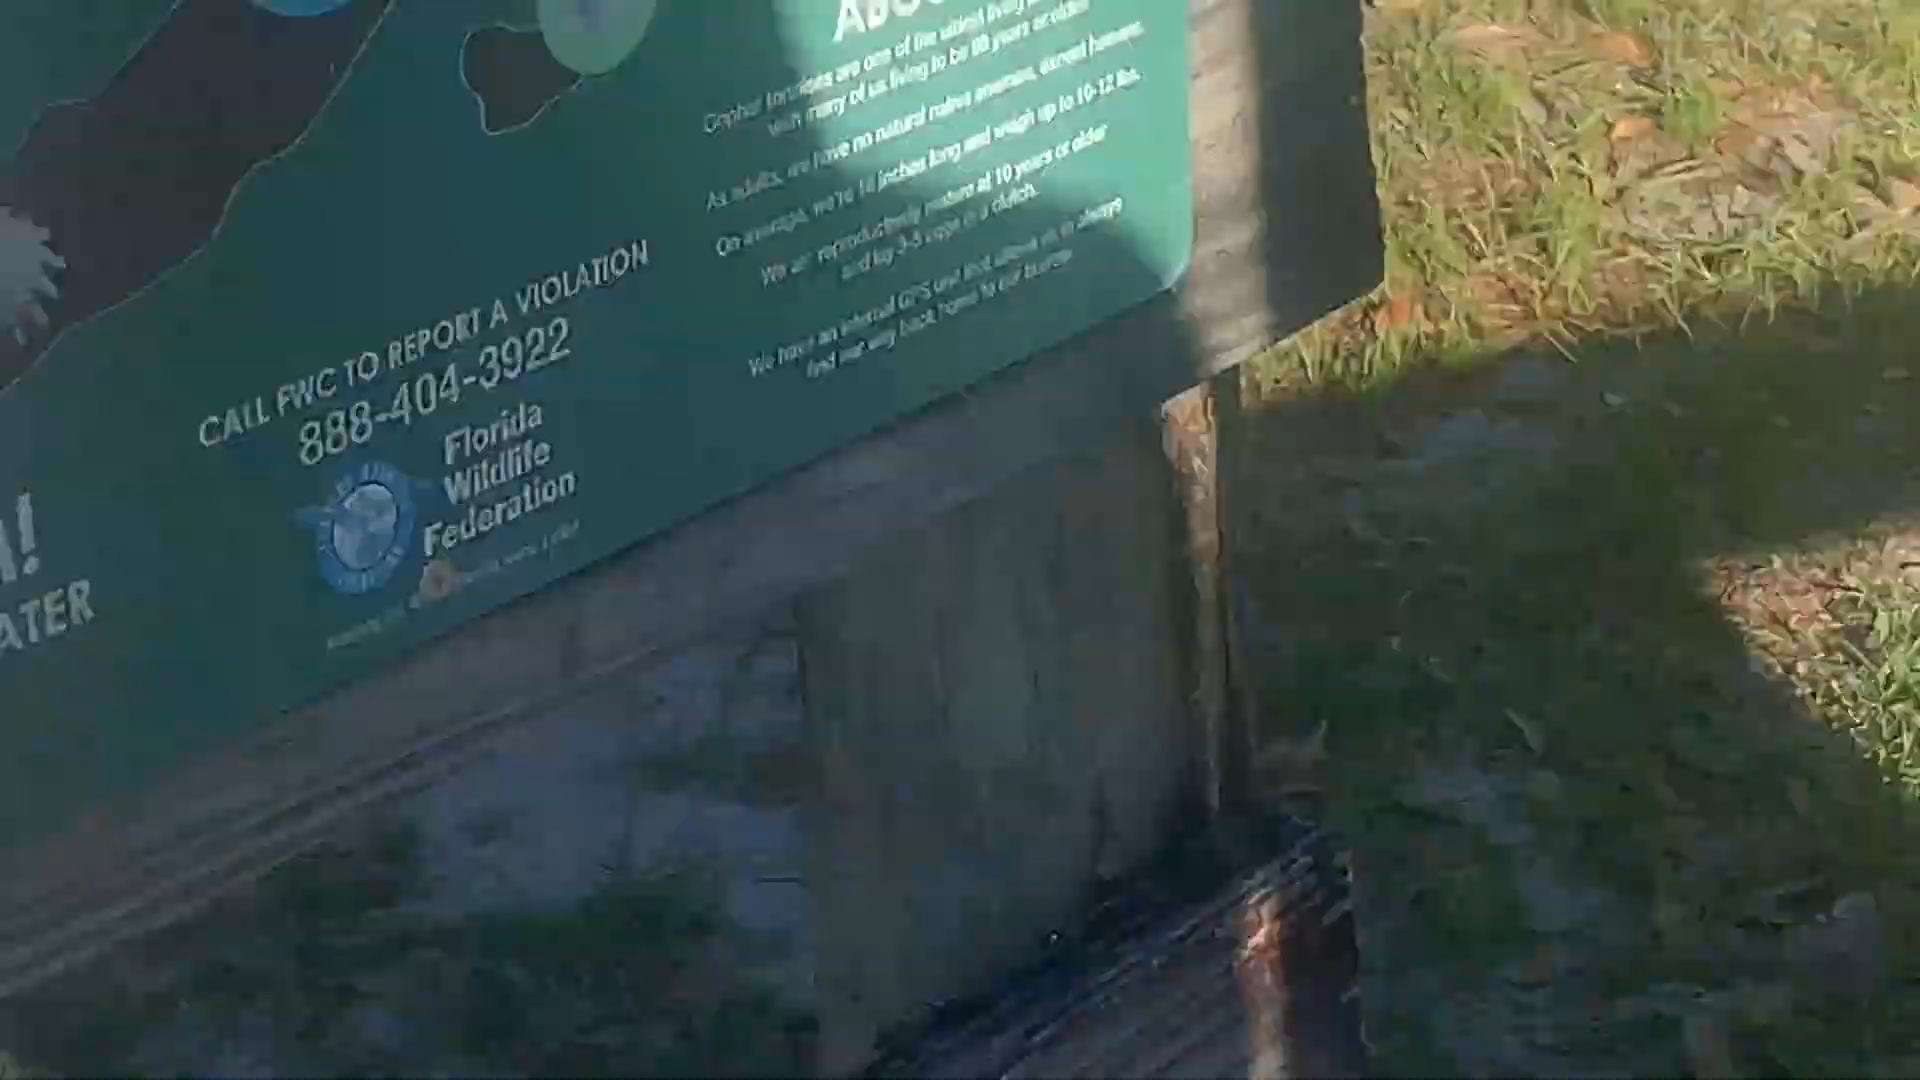 ABO
Gopher tortoises are one of the oldest living
with many of us living to be 90 years or older
As adults, we have no natural native enemies, except humans.
On average, we're 12 inches long and weigh up to 10-12 lbs.
We are reproductively mature at 10 years or older
and lay 3-5 eggs in a clutch.
We have an internal GPS unit that allows us to always
find our way back home to our burrow
CALL FWC TO REPORT A VIOLATION
888-404-3922
Florida
Wildlife
Federation
A!
ATER